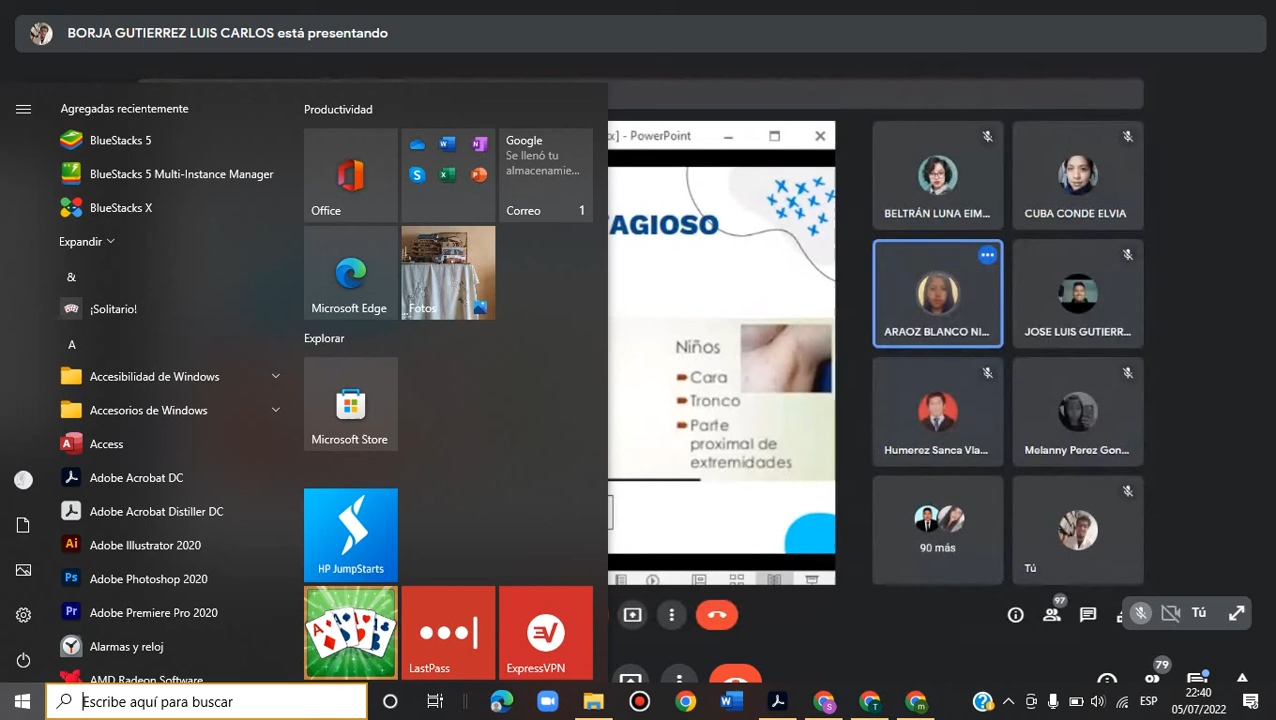 BORJA GUTIERREZ LUIS CARLOS está presentando
Agregadas recientemente
BlueStacks 5
BlueStacks 5 Multi-Instance Manager
BlueStacks X
Expandir
&
¡Solitario!
A
Accesibilidad de Windows
Accesorios de Windows
Access
Adobe Acrobat DC
Adobe Acrobat Distiller DC
Adobe Illustrator 2020
Adobe Photoshop 2020
Adobe Premiere Pro 2020
Alarmas y reloj
AMD Radeon Software
Productividad
Office
Google
Se llenó tu
almacenamie...
Correo 1
Microsoft Edge
Fotos
Explorar
Microsoft Store
HP JumpStarts
LastPass
ExpressVPN
x] - PowerPoint
TAGIOSO
Niños
Cara
Tronco
Parte
proximal de
extremidades
BELTRÁN LUNA EIM...
CUBA CONDE ELVIA
ARAOZ BLANCO NI...
JOSE LUIS GUTIERR...
Humerez Sanca Vla...
Melanny Perez Gon...
90 más
Tú
97
Tú
79
Escribe aquí para buscar
ESP
22:40
05/07/2022